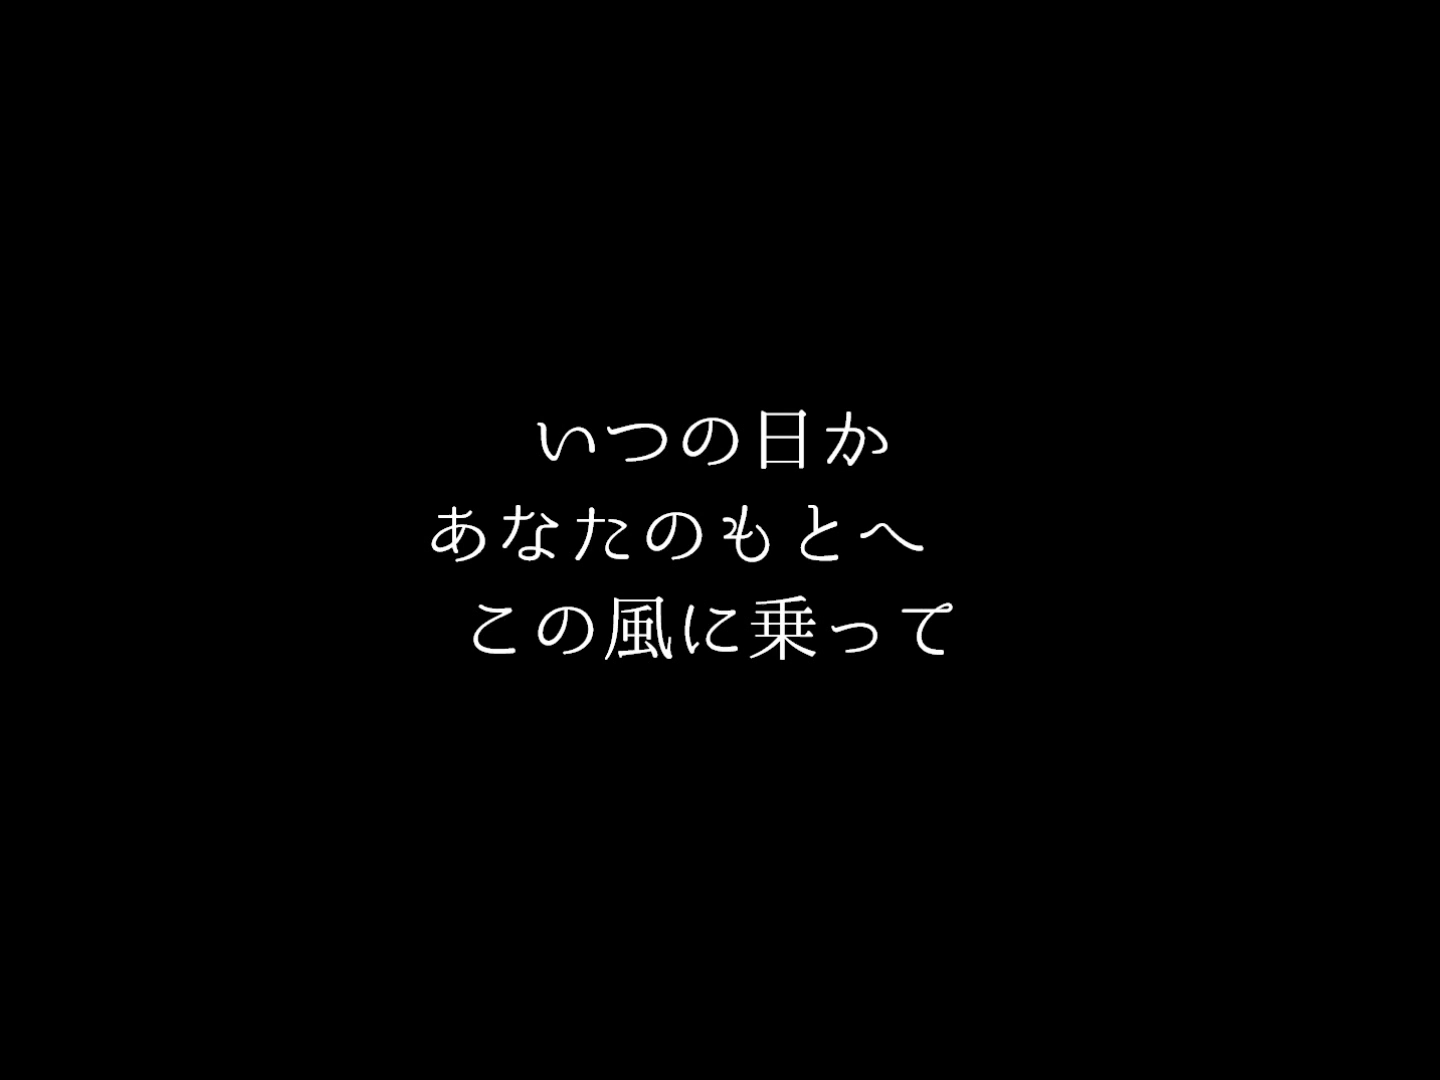 いつの日か
あなたのもとへ
この風に乗って